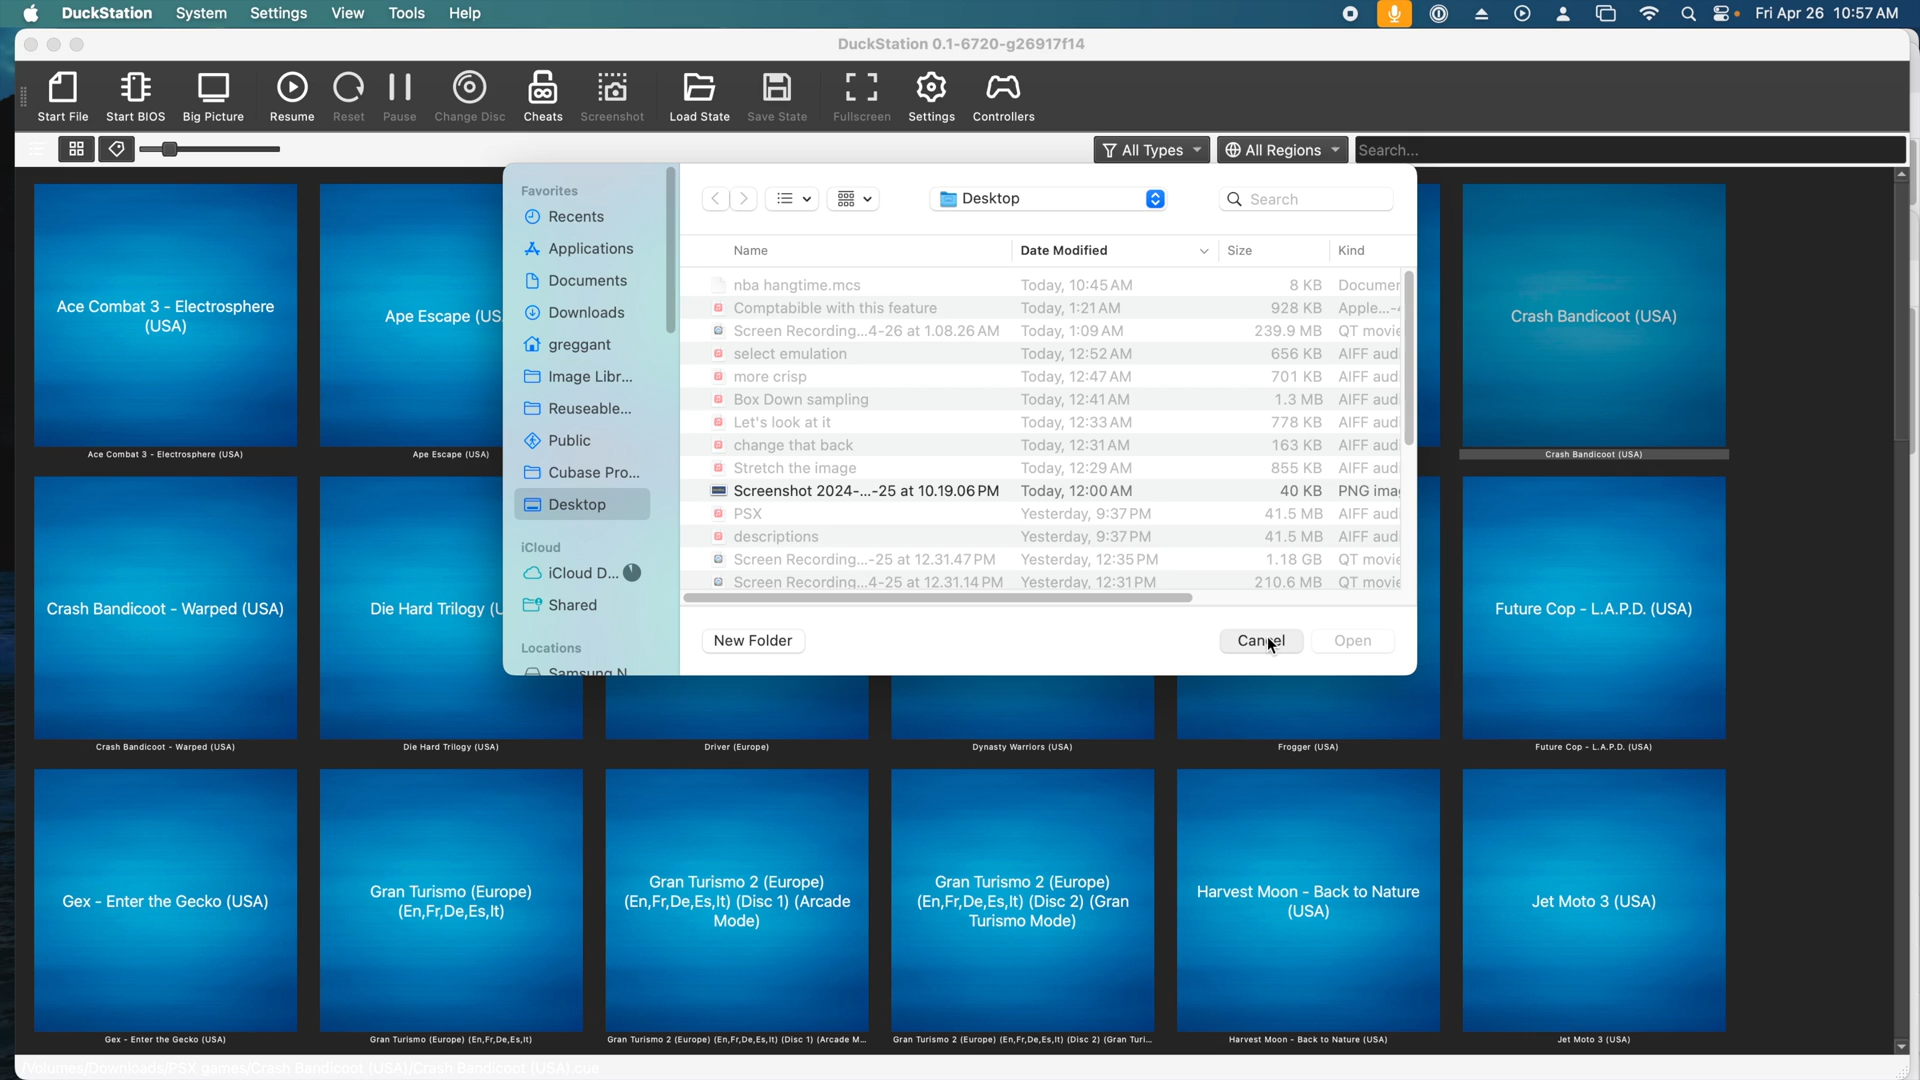 DuckStation System Settings View Tools Help Fri Apr 26 10:57 AM
DuckStation 0.1-6720-g26917f14
Start File Start BIOS Big Picture Resume Reset Pause Change Disc Cheats Screenshot Load State Save State Fullscreen Settings Controllers
All Types All Regions Search...
Favorites
Recents
Applications
Documents
Downloads
greggant
Image Libr...
Reuseable...
Public
Cubase Pro...
Desktop
iCloud
iCloud D...
Shared
Locations
Samsung N
Desktop Search
Name Date Modified Size Kind
nba hangtime.mcs Today, 10:45 AM 8 KB Documen
Comptabible with this feature Today, 1:21 AM 928 KB Apple...-
Screen Recording...4-26 at 1.08.26 AM Today, 1:09 AM 239.9 MB QT movie
select emulation Today, 12:52 AM 656 KB AIFF aud
more crisp Today, 12:47 AM 701 KB AIFF aud
Box Down sampling Today, 12:41 AM 1.3 MB AIFF aud
Let's look at it Today, 12:33 AM 778 KB AIFF aud
change that back Today, 12:31 AM 163 KB AIFF aud
Stretch the image Today, 12:29 AM 855 KB AIFF aud
Screenshot 2024-...-25 at 10.19.06 PM Today, 12:00 AM 40 KB PNG ima
PSX Yesterday, 9:37 PM 41.5 MB AIFF aud
descriptions Yesterday, 9:37 PM 41.5 MB AIFF aud
Screen Recording...-25 at 12.31.47 PM Yesterday, 12:35 PM 1.18 GB QT movie
Screen Recording...4-25 at 12.31.14 PM Yesterday, 12:31 PM 210.6 MB QT movie
New Folder Cancel Open
Ace Combat 3 - Electrosphere
(USA)
Ape Escape (US
Crash Bandicoot (USA)
Ace Combat 3 - Electrosphere (USA)
Ape Escape (USA)
Crash Bandicoot (USA)
Crash Bandicoot - Warped (USA)
Die Hard Trilogy (U
Future Cop - L.A.P.D. (USA)
Crash Bandicoot - Warped (USA)
Die Hard Trilogy (USA)
Driver (Europe)
Dynasty Warriors (USA)
Frogger (USA)
Future Cop - L.A.P.D. (USA)
Gex - Enter the Gecko (USA)
Gran Turismo (Europe)
(En,Fr,De,Es,It)
Gran Turismo 2 (Europe)
(En,Fr,De,Es,It) (Disc 1) (Arcade
Mode)
Gran Turismo 2 (Europe)
(En,Fr,De,Es,It) (Disc 2) (Gran
Turismo Mode)
Harvest Moon - Back to Nature
(USA)
Jet Moto 3 (USA)
Gex - Enter the Gecko (USA)
Gran Turismo (Europe) (En,Fr,De,Es,It)
Gran Turismo 2 (Europe) (En,Fr,De,Es,It) (Disc 1) (Arcade M...
Gran Turismo 2 (Europe) (En,Fr,De,Es,It) (Disc 2) (Gran Turi...
Harvest Moon - Back to Nature (USA)
Jet Moto 3 (USA)
/Volumes/Downloads/PSX games/Crash Bandicoot (USA)/Crash Bandicoot (USA).cue